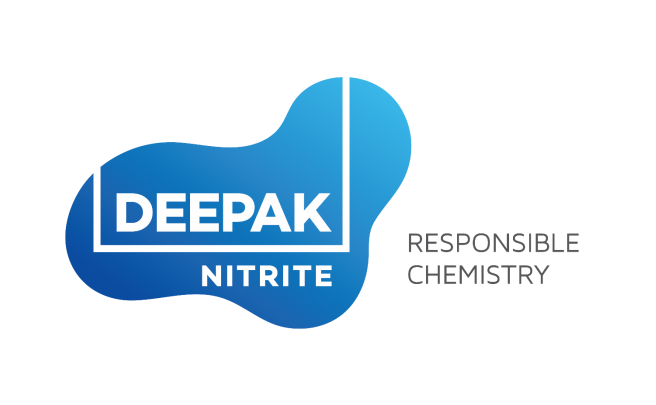 DEEPAK
NITRITE
RESPONSIBLE
CHEMISTRY